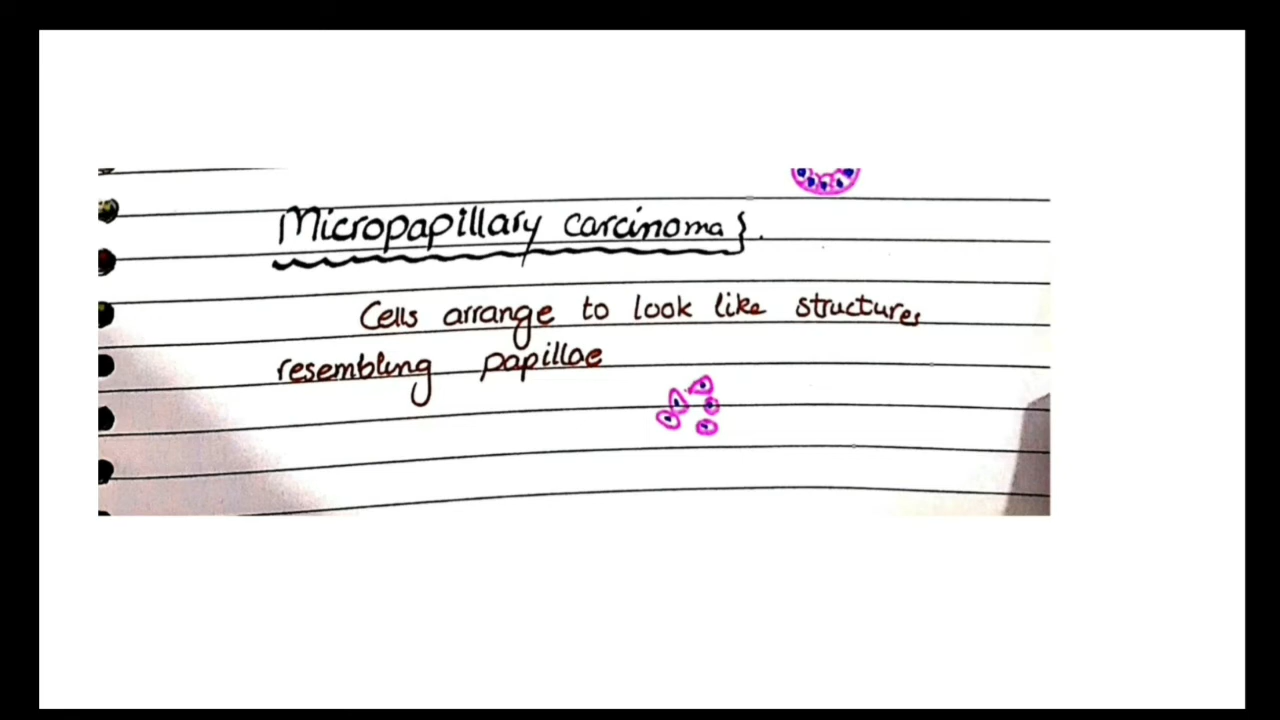 Micropapillary carcinoma}.
Cells arrange to look like structures
resembling papillae